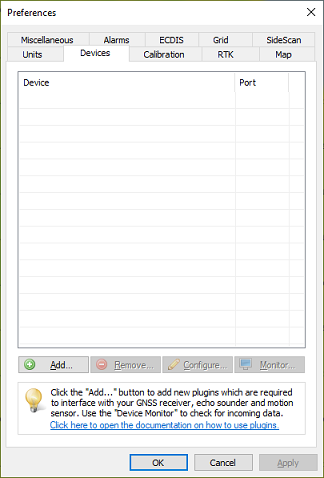 Preferences
Miscellaneous Alarms ECDIS Grid SideScan
Units Devices Calibration RTK Map
Device Port
Add... Remove... Configure... Monitor...
Click the "Add..." button to add new plugins which are required
to interface with your GNSS receiver, echo sounder and motion
sensor. Use the "Device Monitor" to check for incoming data.
Click here to open the documentation on how to use plugins.
OK Cancel Apply